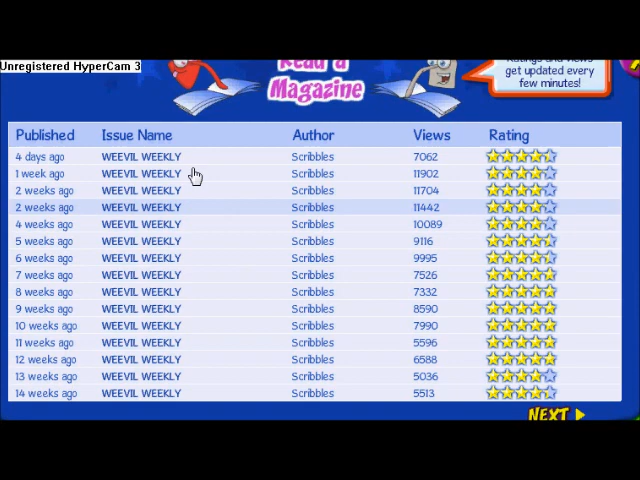 Unregistered HyperCam 3
Read a
Magazine
Ratings and views
get updated every
few minutes!
Published Issue Name Author Views Rating
4 days ago WEEVIL WEEKLY Scribbles 7062
1 week ago WEEVIL WEEKLY Scribbles 11902
2 weeks ago WEEVIL WEEKLY Scribbles 11704
2 weeks ago WEEVIL WEEKLY Scribbles 11442
4 weeks ago WEEVIL WEEKLY Scribbles 10089
5 weeks ago WEEVIL WEEKLY Scribbles 9116
6 weeks ago WEEVIL WEEKLY Scribbles 9995
7 weeks ago WEEVIL WEEKLY Scribbles 7526
8 weeks ago WEEVIL WEEKLY Scribbles 7332
9 weeks ago WEEVIL WEEKLY Scribbles 8590
10 weeks ago WEEVIL WEEKLY Scribbles 7990
11 weeks ago WEEVIL WEEKLY Scribbles 5596
12 weeks ago WEEVIL WEEKLY Scribbles 6588
13 weeks ago WEEVIL WEEKLY Scribbles 5036
14 weeks ago WEEVIL WEEKLY Scribbles 5513
NEXT